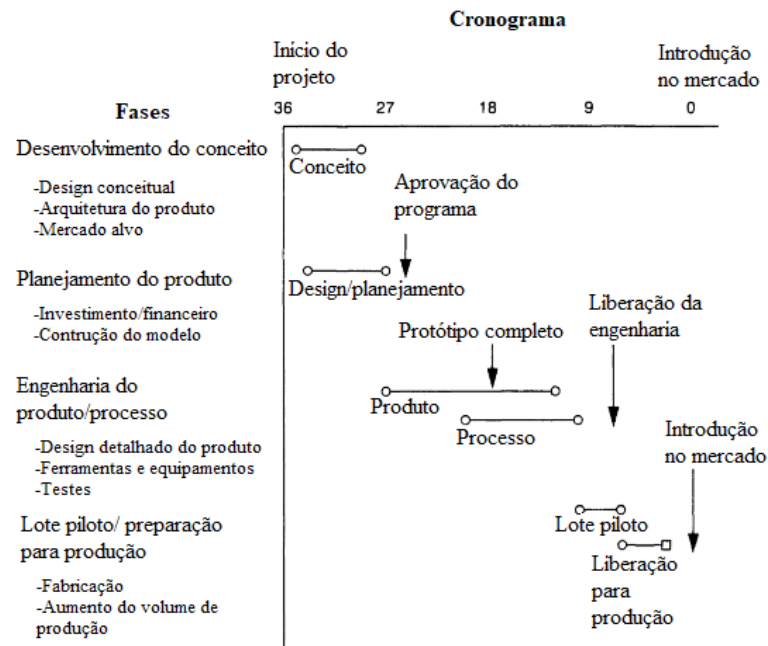 Cronograma
Início do
projeto
Introdução
no mercado
Fases
36 27 18 9 0
Desenvolvimento do conceito
Conceito
-Design conceitual
-Arquitetura do produto
-Mercado alvo
Aprovação do
programa
Planejamento do produto
Design/planejamento
-Investimento/financeiro
-Contrução do modelo
Liberação da
engenharia
Protótipo completo
Engenharia do
produto/processo
Produto
Processo
-Design detalhado do produto
-Ferramentas e equipamentos
-Testes
Introdução
no mercado
Lote piloto/ preparação
para produção
Lote piloto
Liberação
para
produção
-Fabricação
-Aumento do volume de
produção